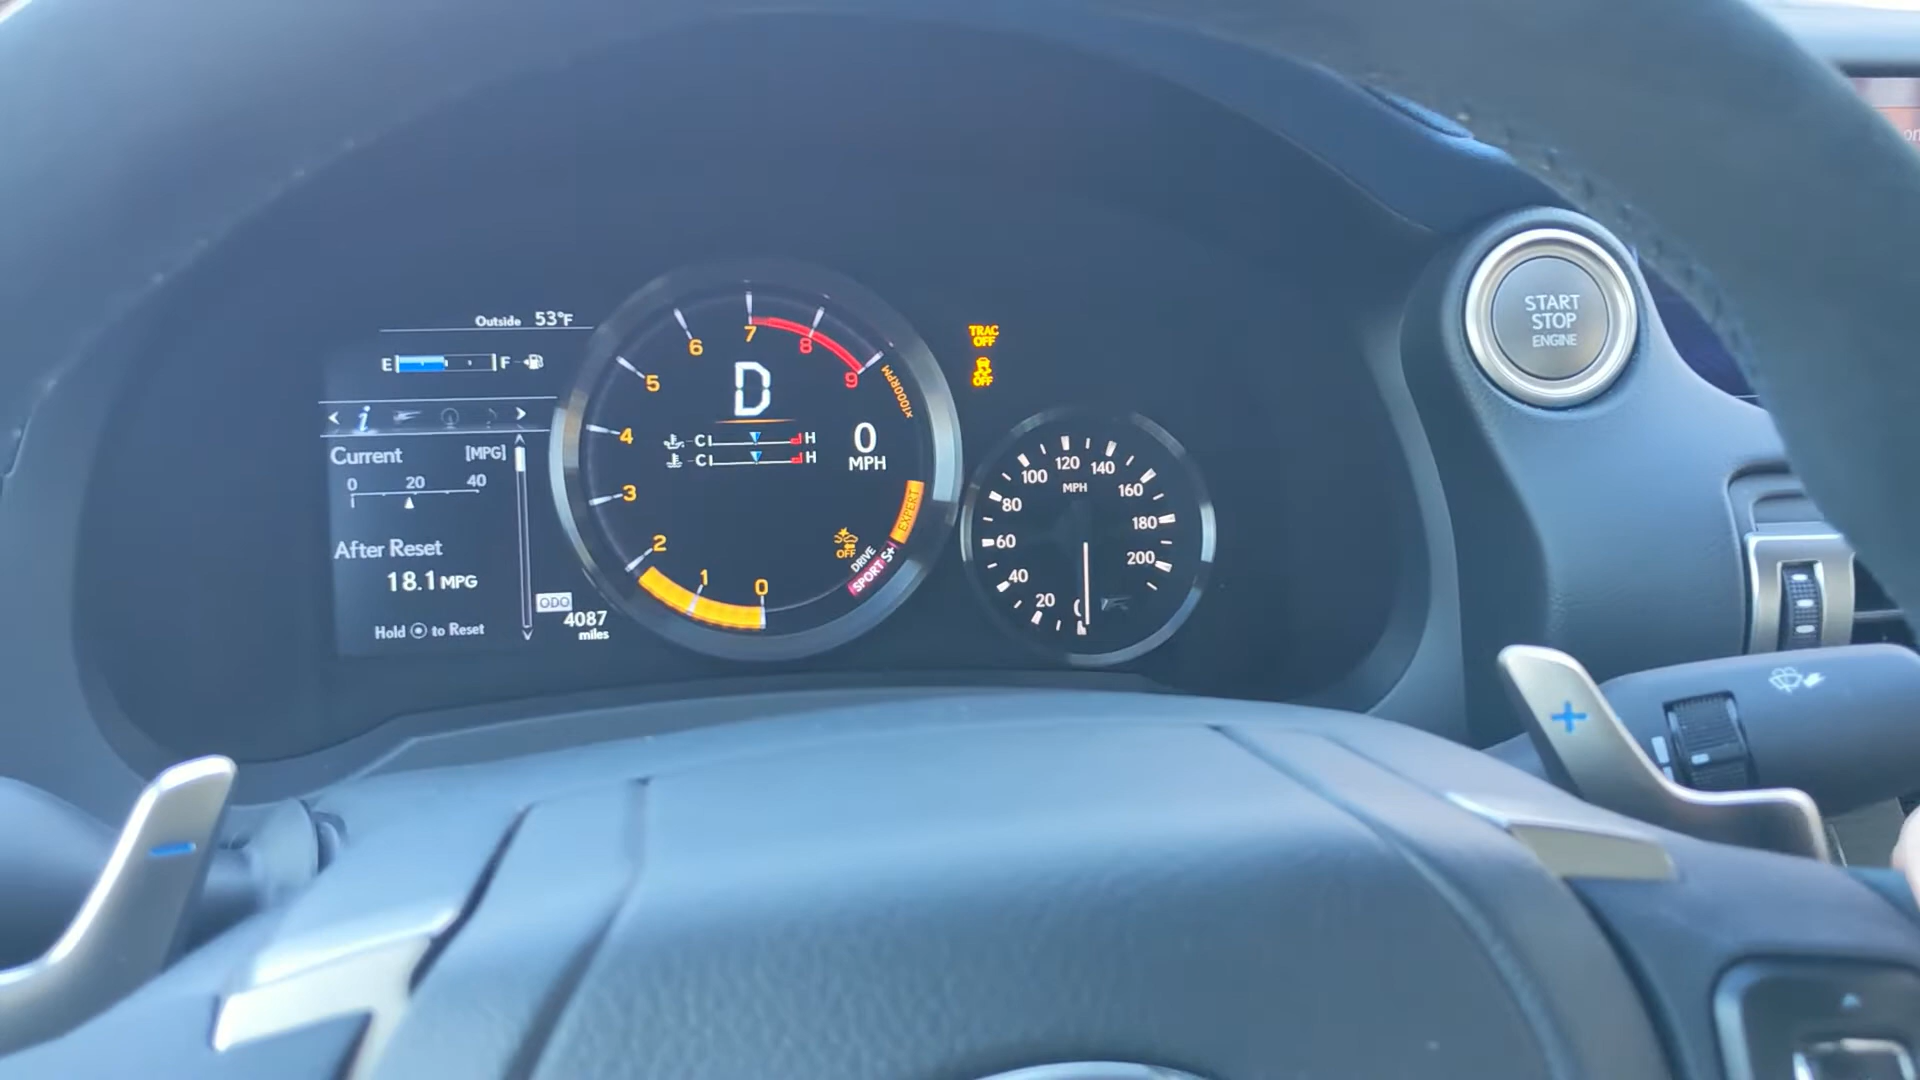 Outside 53°F
E F
i
Current [MPG]
0 20 40
After Reset
18.1 MPG
Hold to Reset
ODO
4087
miles
0 1 2 3 4 5 6 7 8 9
x1000RPM
D
C H
C H
0
MPH
OFF
DRIVE
SPORT S+
EXPERT
TRAC
OFF
OFF
20 40 60 80 100 120 140 160 180 200
MPH
START
STOP
ENGINE
-
+